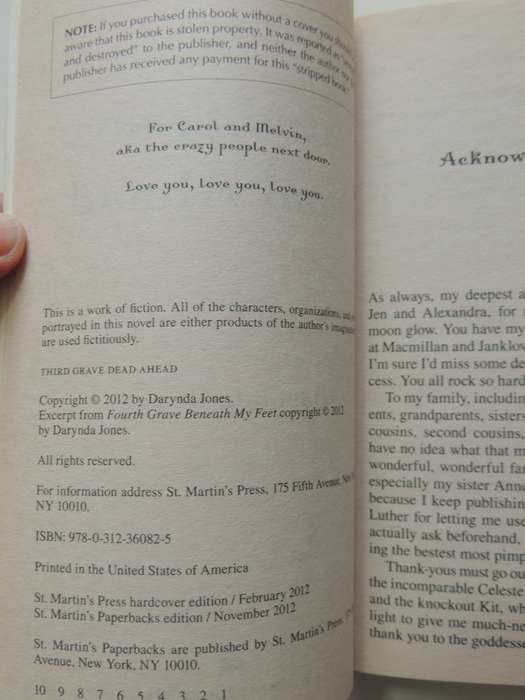 NOTE: If you purchased this book without a cover you should
aware that this book is stolen property. It was reported as
and destroyed" to the publisher, and neither the author nor
publisher has received any payment for this "stripped book."
For Carol and Melvin,
aka the crazy people next door.
Love you, love you, love you.
This is a work of fiction. All of the characters, organizations, and
portrayed in this novel are either products of the author's
are used fictitiously.
THIRD GRAVE DEAD AHEAD
Copyright © 2012 by Darynda Jones.
Excerpt from Fourth Grave Beneath My Feet copyright © 2012
by Darynda Jones.
All rights reserved.
For information address St. Martin's Press, 175 Fifth Avenue, New
NY 10010.
ISBN: 978-0-312-36082-5
Printed in the United States of America
St. Martin's Press hardcover edition / February 2012
St. Martin's Paperbacks edition / November 2012
St. Martin's Paperbacks are published by St. Martin's Press,
Avenue, New York, NY 10010.
10 9 8 7 6 5 4 3 2 1
Acknow
As always, my deepest a
Jen and Alexandra, for
moon glow. You have my
at Macmillan and Janklov
I'm sure I'd miss some de
cess. You all rock so hard
To my family, includin
ents, grandparents, sisters
cousins, second cousins,
have no idea what that m
wonderful, wonderful fa
especially my sister Anne
because I keep publishin
Luther for letting me use
actually ask beforehand,
ing the bestest most pimp
Thank-yous must go ou
the incomparable Celeste
and the knockout Kit, wh
light to give me much-ne
thank you to the goddesse